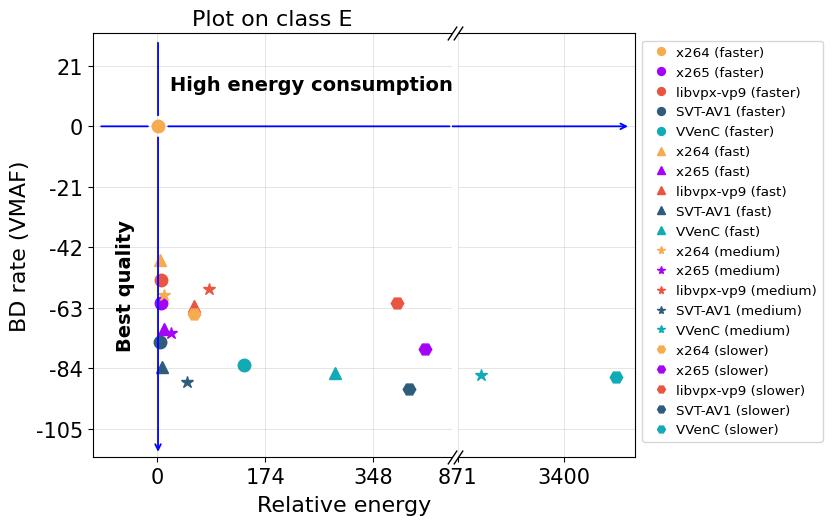 Plot on class E
21
0
-21
-42
-63
-84
-105
BD rate (VMAF)
High energy consumption
Best quality
0
174
348
871
3400
Relative energy
x264 (faster)
x265 (faster)
libvpx-vp9 (faster)
SVT-AV1 (faster)
VVenC (faster)
x264 (fast)
x265 (fast)
libvpx-vp9 (fast)
SVT-AV1 (fast)
VVenC (fast)
x264 (medium)
x265 (medium)
libvpx-vp9 (medium)
SVT-AV1 (medium)
VVenC (medium)
x264 (slower)
x265 (slower)
libvpx-vp9 (slower)
SVT-AV1 (slower)
VVenC (slower)